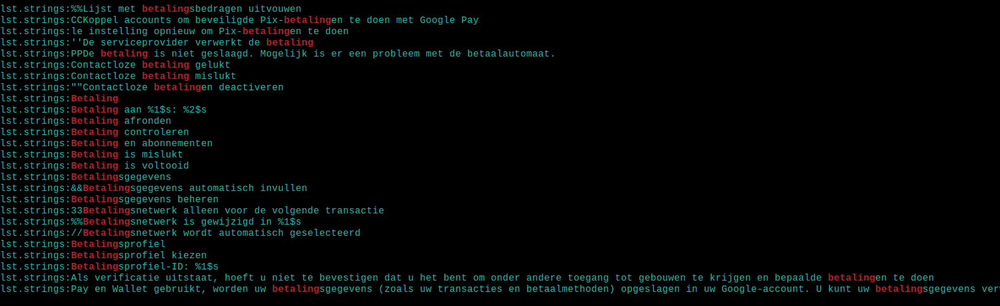 lst.strings:%%Lijst met betalingsbedragen uitvouwen
lst.strings:CCKoppel accounts om beveiligde Pix-betalingen te doen met Google Pay
lst.strings:le instelling opnieuw om Pix-betalingen te doen
lst.strings:''De serviceprovider verwerkt de betaling
lst.strings:PPDe betaling is niet geslaagd. Mogelijk is er een probleem met de betaalautomaat.
lst.strings:Contactloze betaling gelukt
lst.strings:Contactloze betaling mislukt
lst.strings:""Contactloze betalingen deactiveren
lst.strings:Betaling
lst.strings:Betaling aan %1$s: %2$s
lst.strings:Betaling afronden
lst.strings:Betaling controleren
lst.strings:Betaling en abonnementen
lst.strings:Betaling is mislukt
lst.strings:Betaling is voltooid
lst.strings:Betalingsgegevens
lst.strings:&&Betalingsgegevens automatisch invullen
lst.strings:Betalingsgegevens beheren
lst.strings:33Betalingsnetwerk alleen voor de volgende transactie
lst.strings:%%Betalingsnetwerk is gewijzigd in %1$s
lst.strings://Betalingsnetwerk wordt automatisch geselecteerd
lst.strings:Betalingsprofiel
lst.strings:Betalingsprofiel kiezen
lst.strings:Betalingsprofiel-ID: %1$s
lst.strings:Als verificatie uitstaat, hoeft u niet te bevestigen dat u het bent om onder andere toegang tot gebouwen te krijgen en bepaalde betalingen te doen
lst.strings:Pay en Wallet gebruikt, worden uw betalingsgegevens (zoals uw transacties en betaalmethoden) opgeslagen in uw Google-account. U kunt uw betalingsgegevens